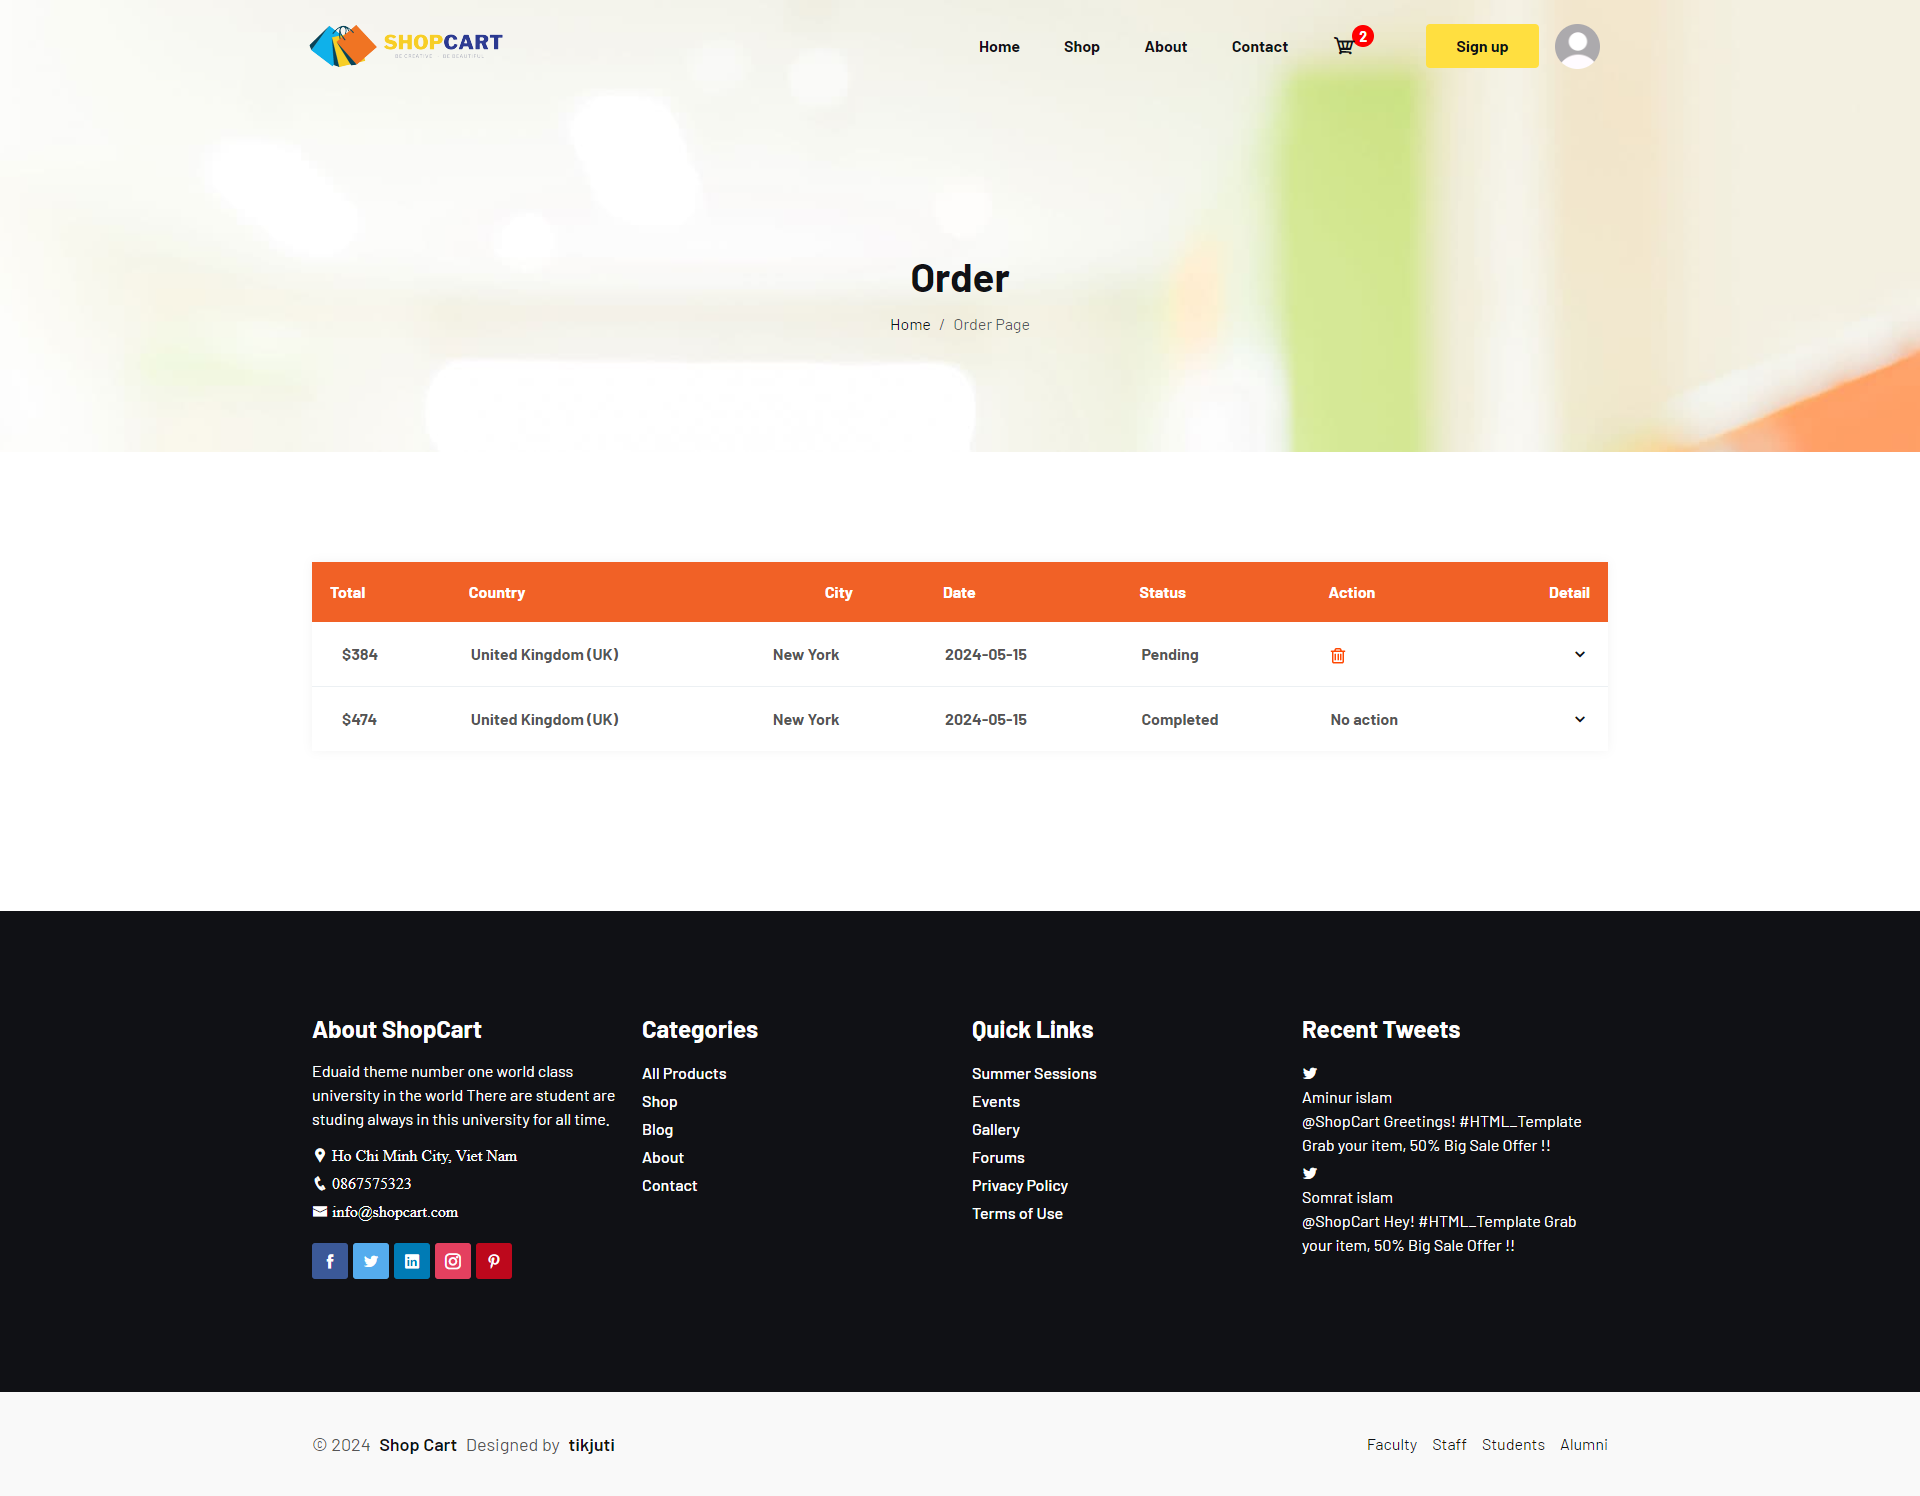 SHOPCART
BE CREATIVE BE BEAUTIFUL
Home Shop About Contact 2 Sign up
Order
Home / Order Page
Total Country City Date Status Action Detail
$384 United Kingdom (UK) New York 2024-05-15 Pending
$474 United Kingdom (UK) New York 2024-05-15 Completed No action
About ShopCart
Eduaid theme number one world class
university in the world There are student are
studing always in this university for all time.
Ho Chi Minh City, Viet Nam
0867575323
info@shopcart.com
Categories
All Products
Shop
Blog
About
Contact
Quick Links
Summer Sessions
Events
Gallery
Forums
Privacy Policy
Terms of Use
Recent Tweets
Aminur islam
@ShopCart Greetings! #HTML_Template
Grab your item, 50% Big Sale Offer !!
Somrat islam
@ShopCart Hey! #HTML_Template Grab
your item, 50% Big Sale Offer !!
© 2024 Shop Cart Designed by tikjuti
Faculty Staff Students Alumni